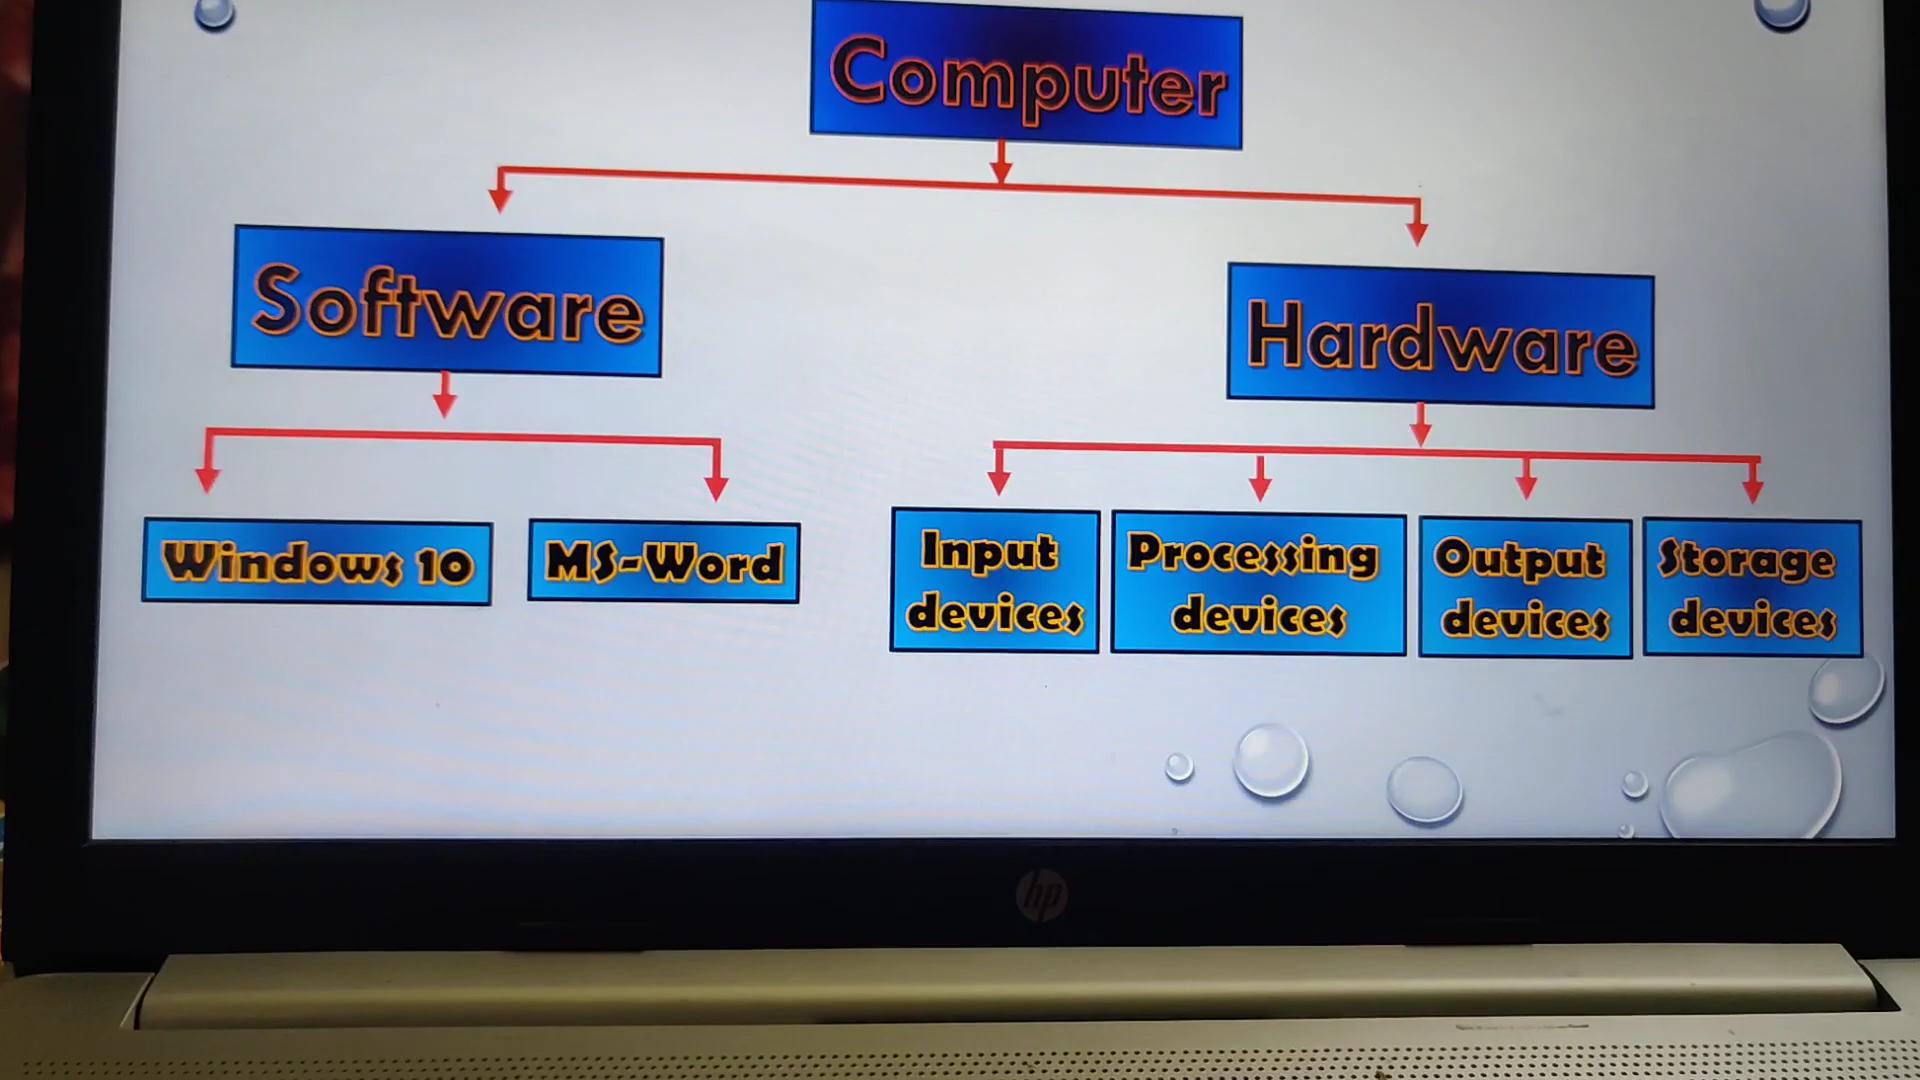 Computer
Software
Hardware
Windows 10
MS-Word
Input
devices
Processing
devices
Output
devices
Storage
devices
hp